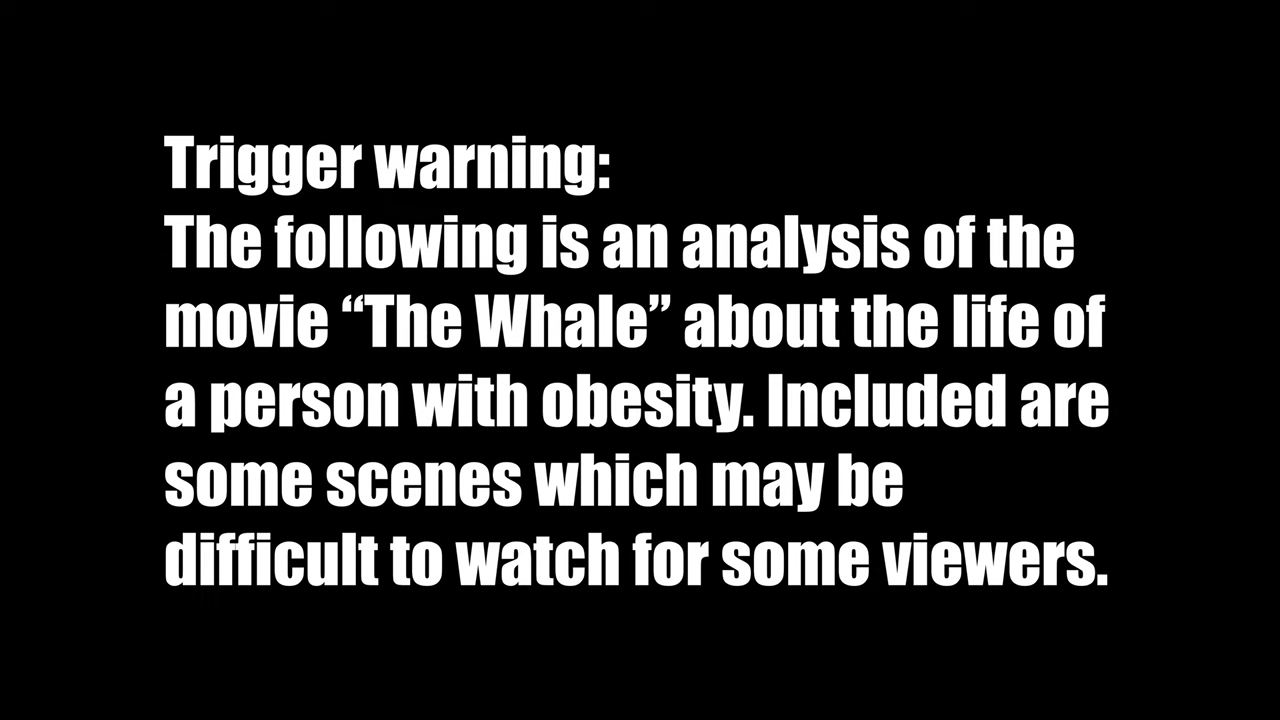 Trigger warning:
The following is an analysis of the
movie “The Whale” about the life of
a person with obesity. Included are
some scenes which may be
difficult to watch for some viewers.